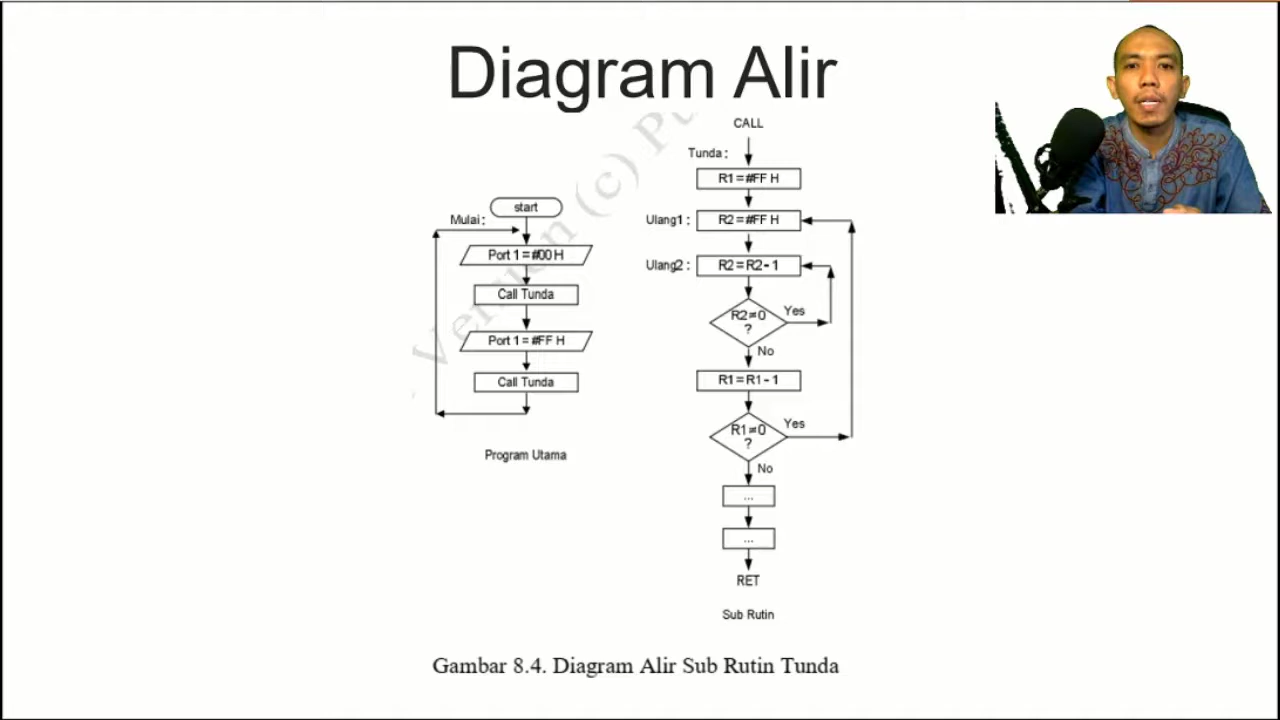 Diagram Alir
start
Mulai :
Port 1 = #00 H
Call Tunda
Port 1 = #FF H
Call Tunda
Program Utama
CALL
Tunda :
R1 = #FF H
Ulang1 :
R2 = #FF H
Ulang2 :
R2 = R2 - 1
R2 ≠ 0
?
Yes
No
R1 = R1 - 1
R1 ≠ 0
?
Yes
No
...
...
RET
Sub Rutin
Gambar 8.4. Diagram Alir Sub Rutin Tunda